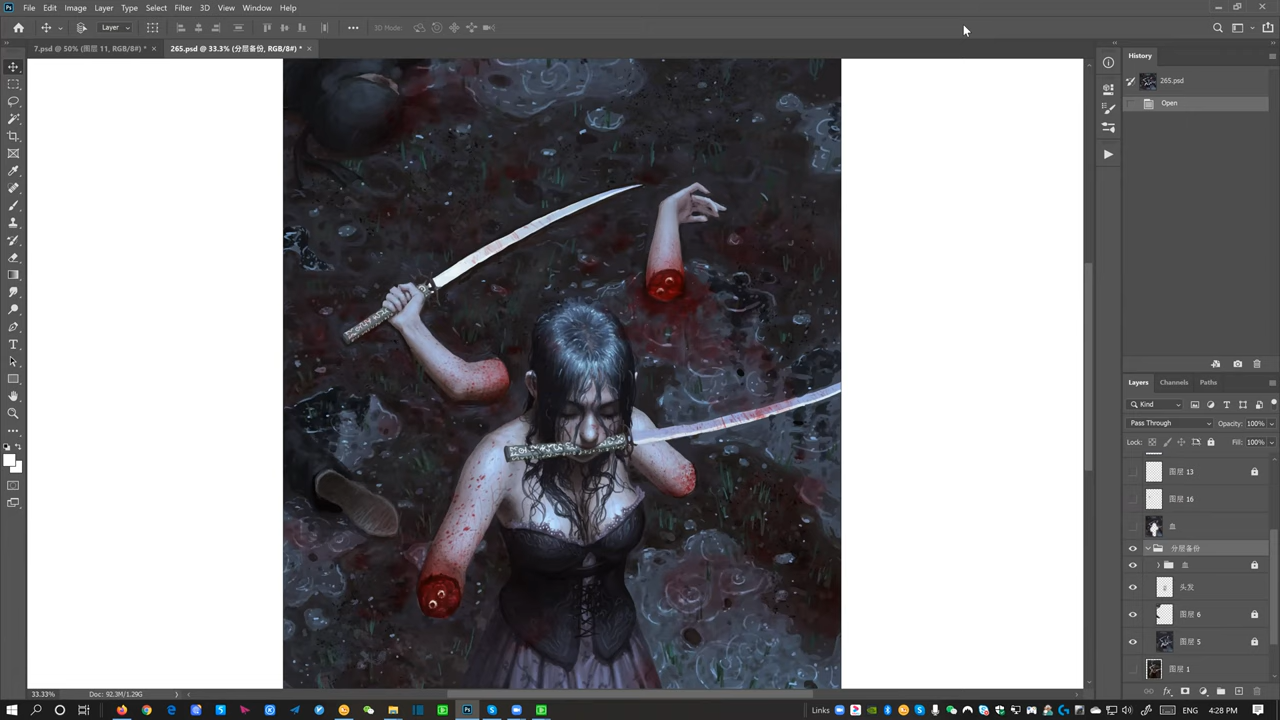 File Edit Image Layer Type Select Filter 3D View Window Help
Layer 3D Mode:
7.psd @ 50% (图层 11, RGB/8#) * 265.psd @ 33.3% (分层备份, RGB/8#) *
History
265.psd
Open
Layers Channels Paths
Kind
Pass Through Opacity: 100%
Lock: Fill: 100%
图层 13
图层 16
血
分层备份
血
头发
图层 6
图层 5
图层 1
33.33% Doc: 92.3M/1.29G
Links 4:28 PM